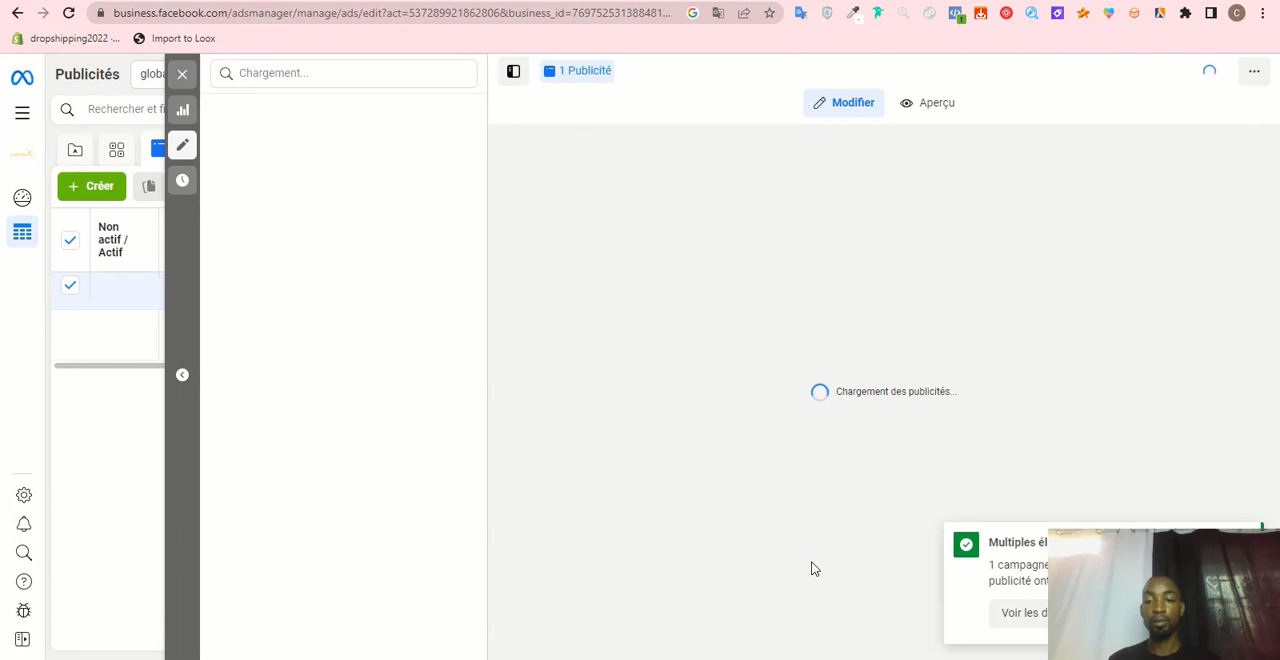 business.facebook.com/adsmanager/manage/ads/edit?act=537289921862806&business_id=769752531388481...
dropshipping2022 -...
Import to Loox
Publicités
globa
Chargement...
1 Publicité
Rechercher et fi
Modifier
Aperçu
+ Créer
Non
actif /
Actif
Chargement des publicités...
Multiples él
1 campagne
publicité ont
Voir les d
C